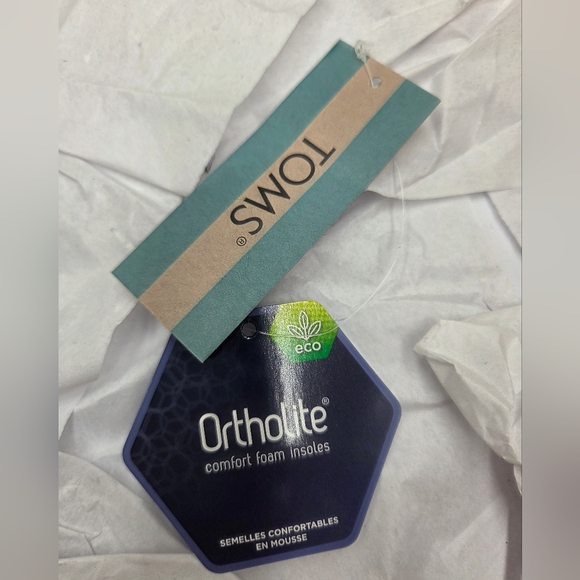 TOMS®
eco
OrthoLite®
comfort foam insoles
SEMELLES CONFORTABLES
EN MOUSSE